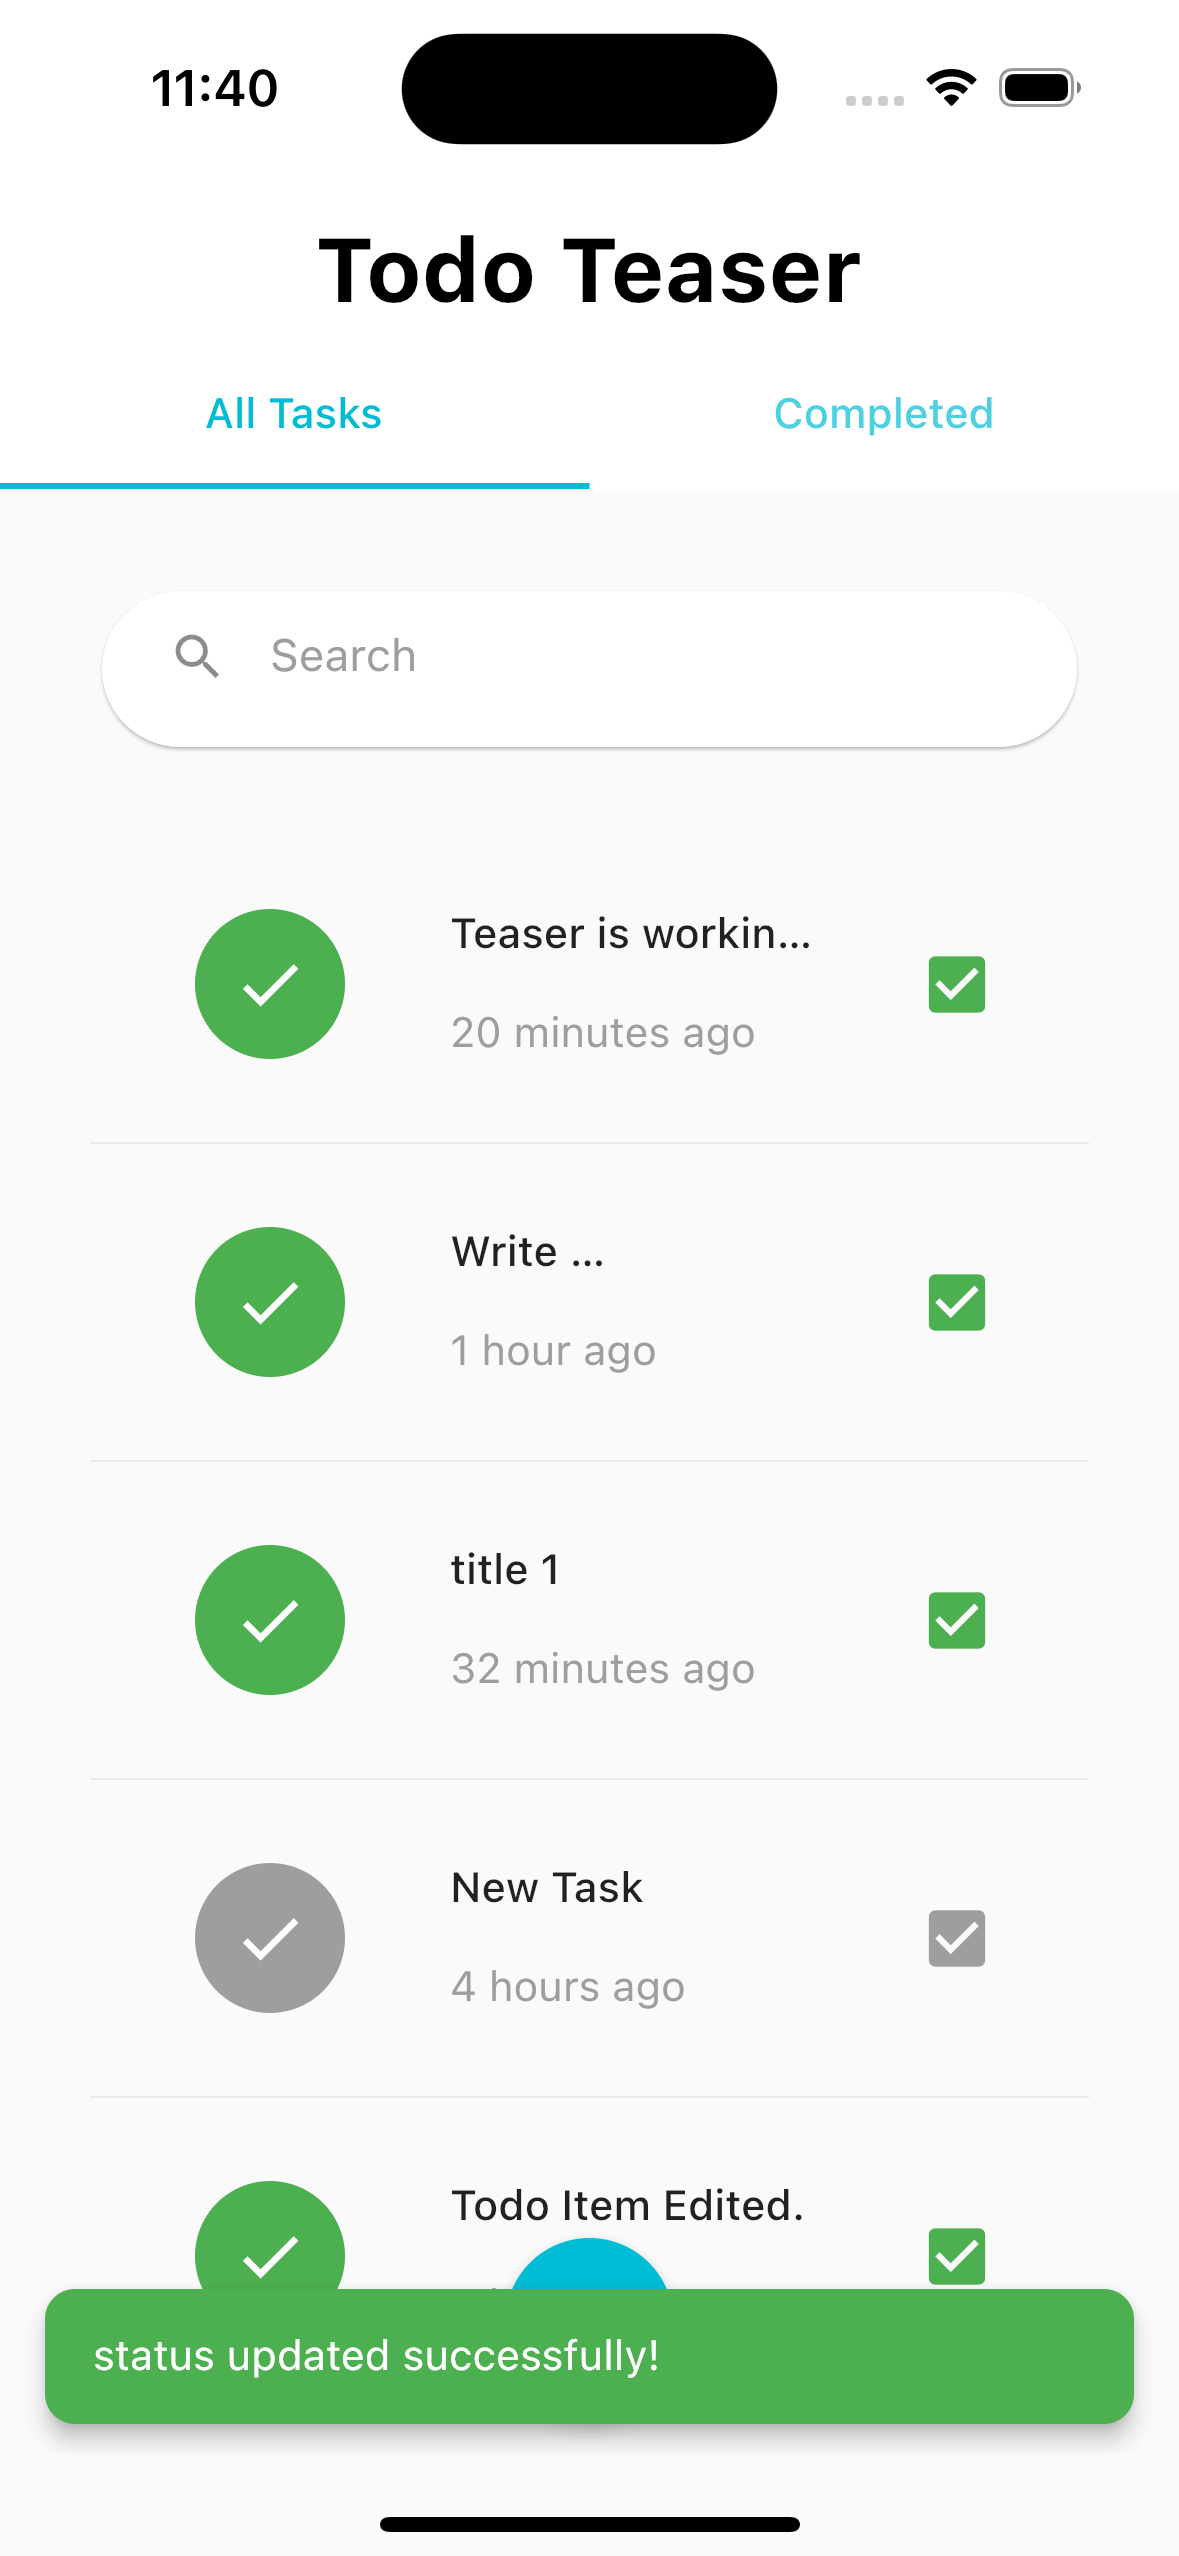 11:40
Todo Teaser
All Tasks
Completed
Search
Teaser is workin...
20 minutes ago
Write ...
1 hour ago
title 1
32 minutes ago
New Task
4 hours ago
Todo Item Edited.
status updated successfully!